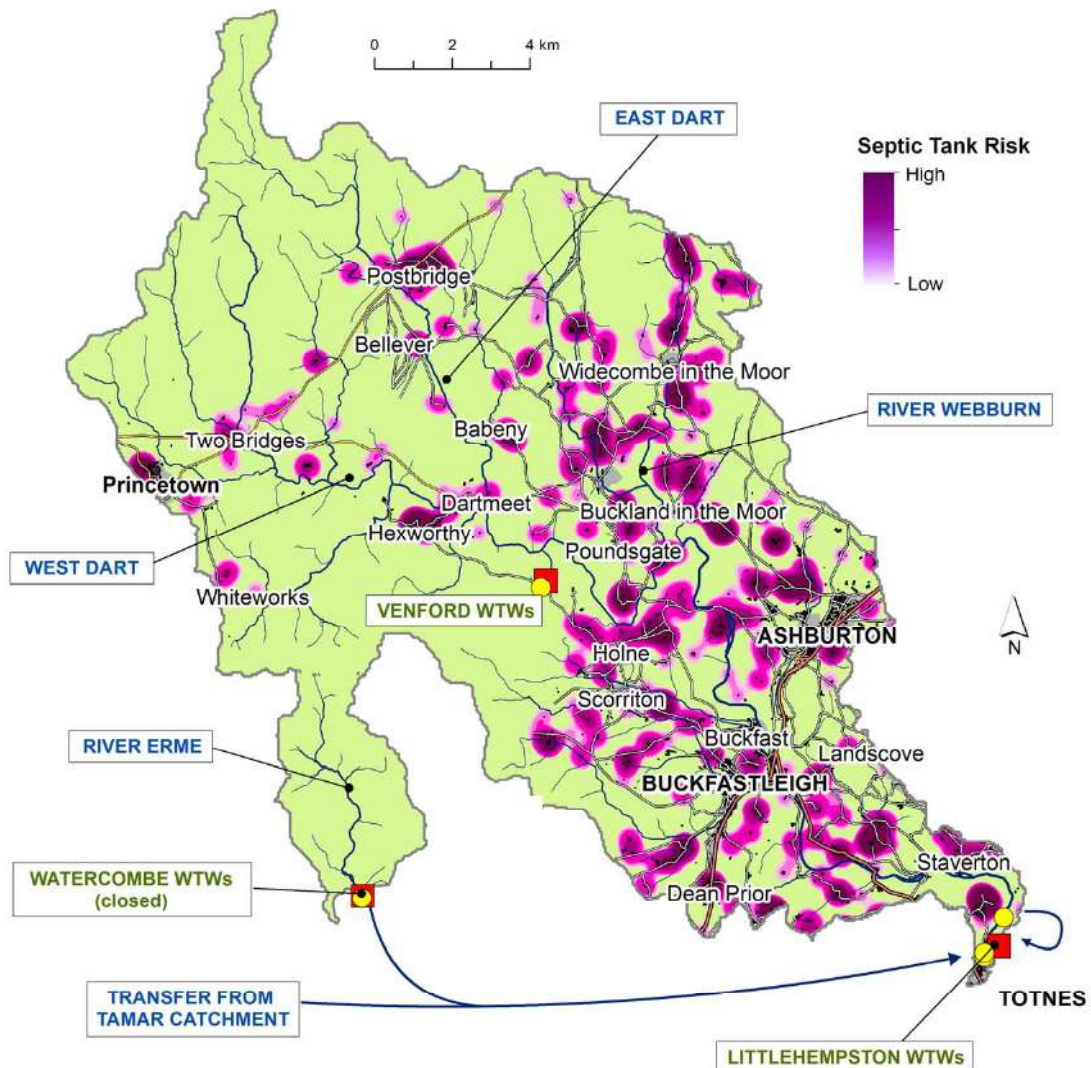 0 2 4 km
EAST DART
Septic Tank Risk
High
Low
Postbridge
Bellever
Widecombe in the Moor
RIVER WEBBURN
Babeny
Two Bridges
Princetown
Dartmeet
Buckland in the Moor
Hexworthy
Poundsgate
WEST DART
Whiteworks
VENFORD WTWs
N
ASHBURTON
Holne
Scorriton
RIVER ERME
Buckfast
Landscove
BUCKFASTLEIGH
Staverton
WATERCOMBE WTWs
(closed)
Dean Prior
TRANSFER FROM
TAMAR CATCHMENT
TOTNES
LITTLEHEMPSTON WTWs